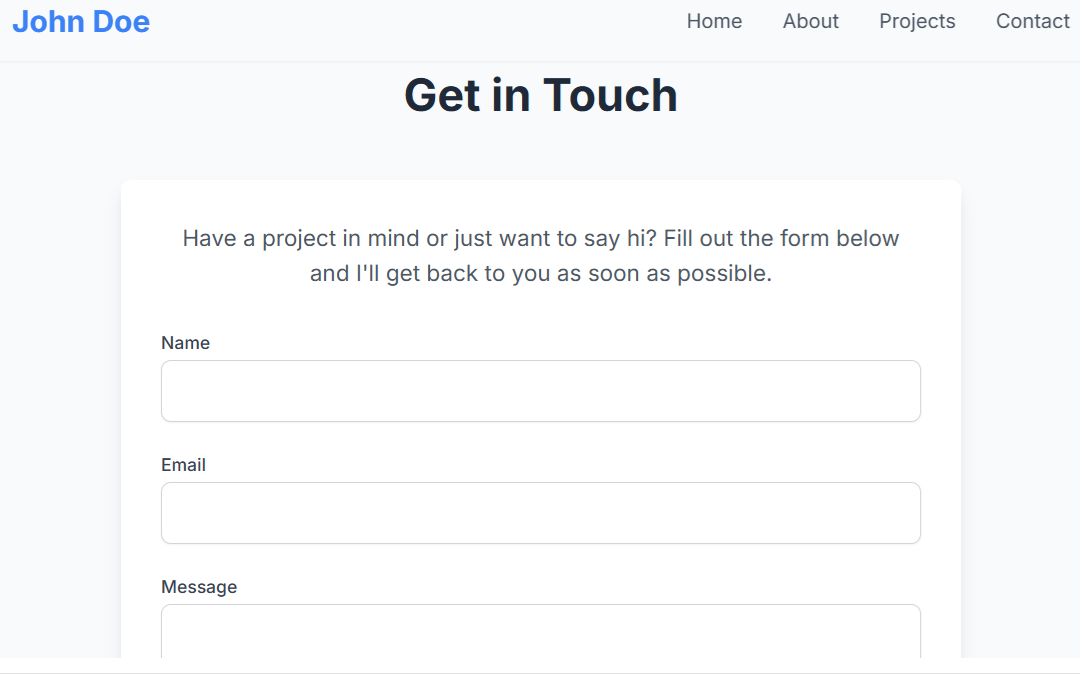 John Doe
Home About Projects Contact
Get in Touch
Have a project in mind or just want to say hi? Fill out the form below
and I'll get back to you as soon as possible.
Name
Email
Message